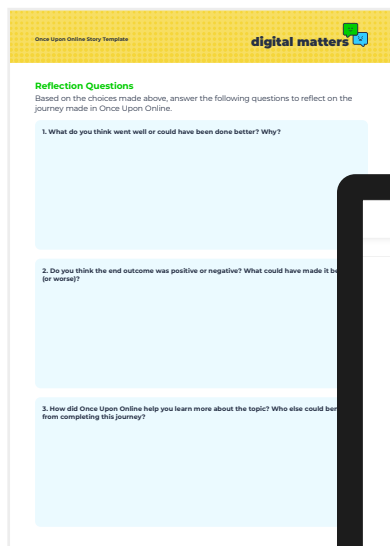 Once Upon Online Story Template
digital matters
Reflection Questions
Based on the choices made above, answer the following questions to reflect on the
journey made in Once Upon Online.
1. What do you think went well or could have been done better? Why?
2. Do you think the end outcome was positive or negative? What could have made it
(or worse)?
3. How did Once Upon Online help you learn more about the topic? Who else could
from completing this journey?